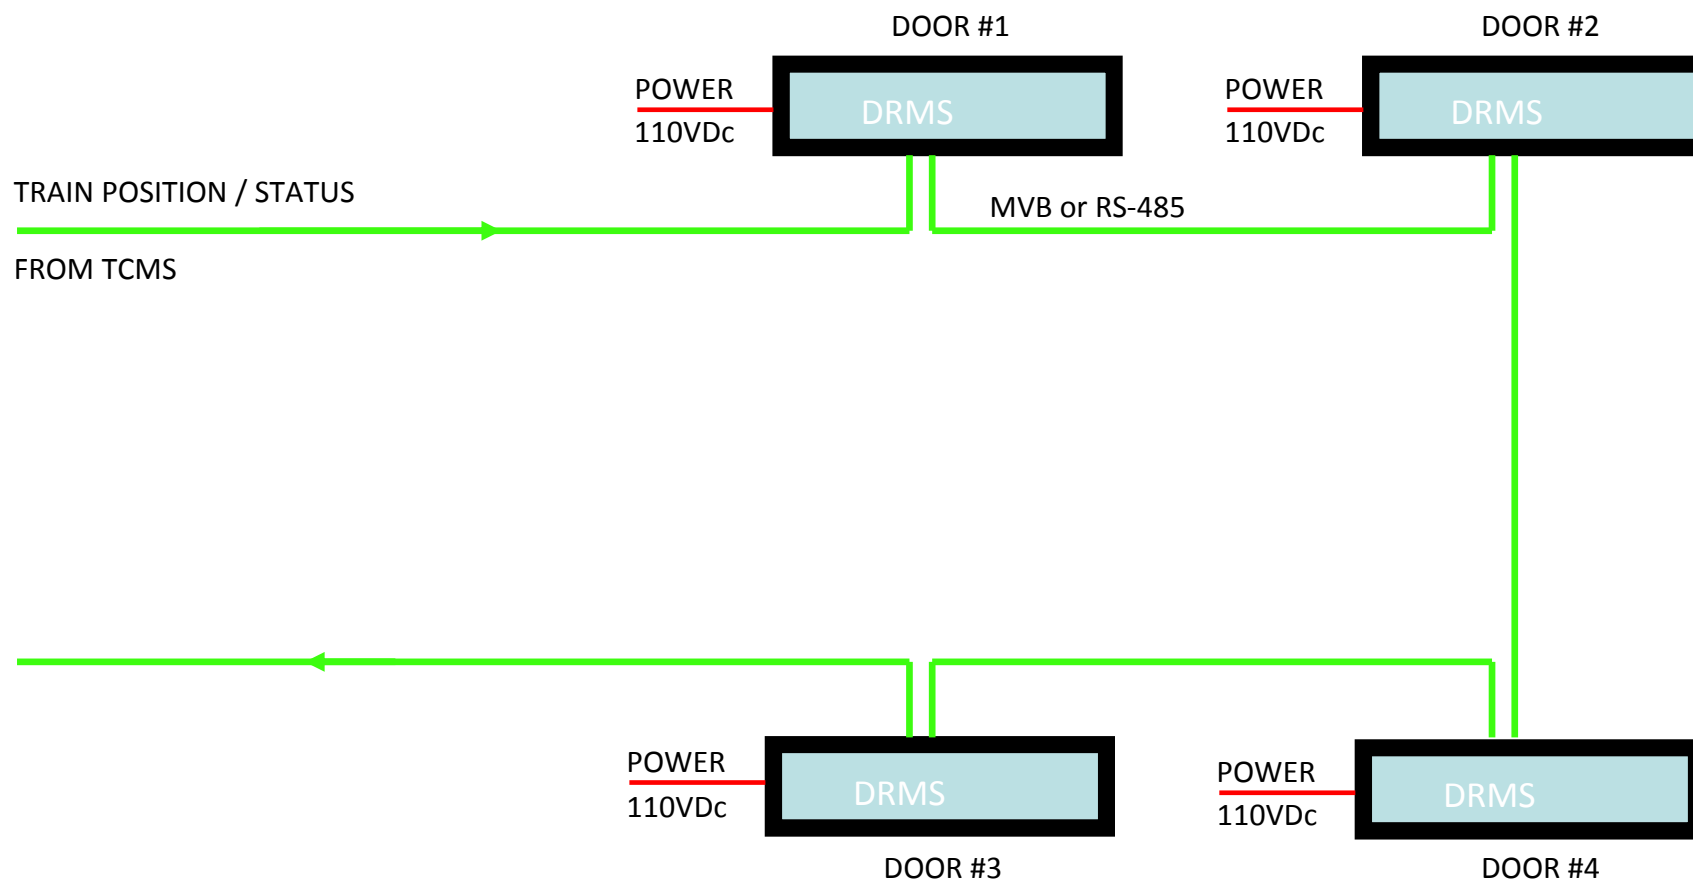 DOOR #1
DOOR #2
POWER
110VDc
DRMS
POWER
110VDc
DRMS
TRAIN POSITION / STATUS
FROM TCMS
MVB or RS-485
POWER
110VDc
DRMS
POWER
110VDc
DRMS
DOOR #3
DOOR #4